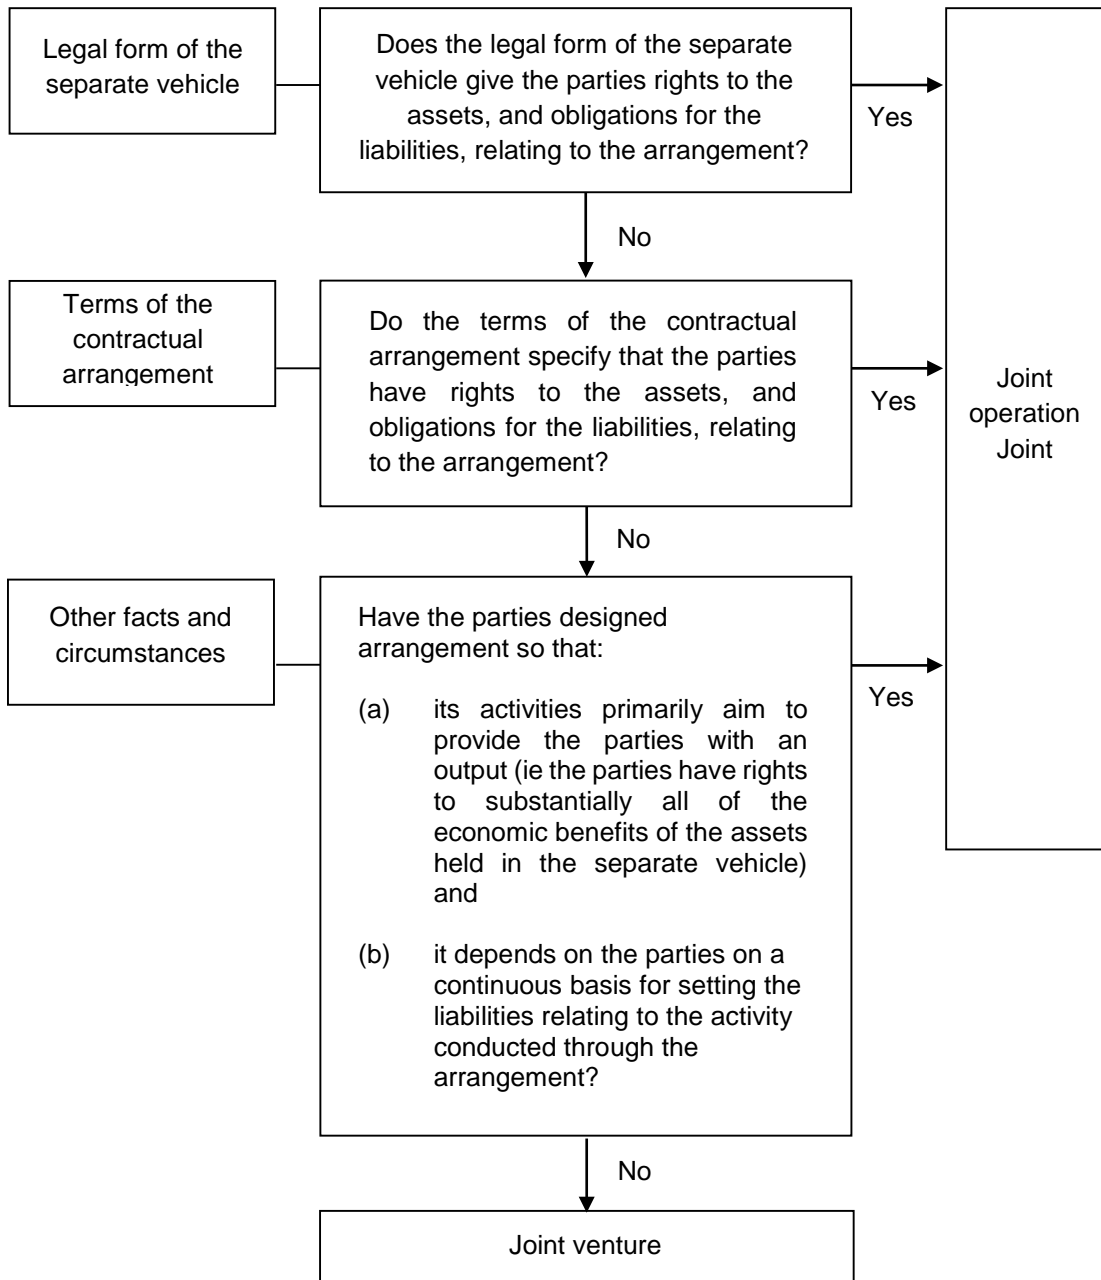 Legal form of the
separate vehicle
Does the legal form of the separate
vehicle give the parties rights to the
assets, and obligations for the
liabilities, relating to the arrangement?
Yes
No
Terms of the
contractual
arrangement
Do the terms of the contractual
arrangement specify that the parties
have rights to the assets, and
obligations for the liabilities, relating
to the arrangement?
Yes
Joint
operation
Joint
No
Other facts and
circumstances
Have the parties designed
arrangement so that:
(a) its activities primarily aim to
provide the parties with an
output (ie the parties have rights
to substantially all of the
economic benefits of the assets
held in the separate vehicle)
and
(b) it depends on the parties on a
continuous basis for setting the
liabilities relating to the activity
conducted through the
arrangement?
Yes
No
Joint venture